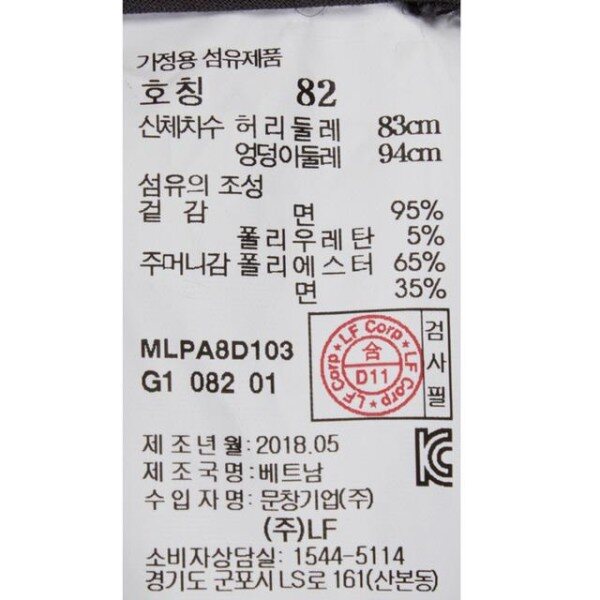 가정용 섬유제품
호칭 82
신체치수 허리둘레 83cm
엉덩이둘레 94cm
섬유의 조성
겉감 면 95%
폴리우레탄 5%
주머니감 폴리에스터 65%
면 35%
MLPA8D103
G1 082 01
★ LF Corp ★ LF Corp ★ LF Corp
合
D11
검사필
제조년월:2018.05
제조국명:베트남
수입자명:문창기업(주)
(주)LF
소비자상담실: 1544-5114
경기도 군포시 LS로 161(산본동)